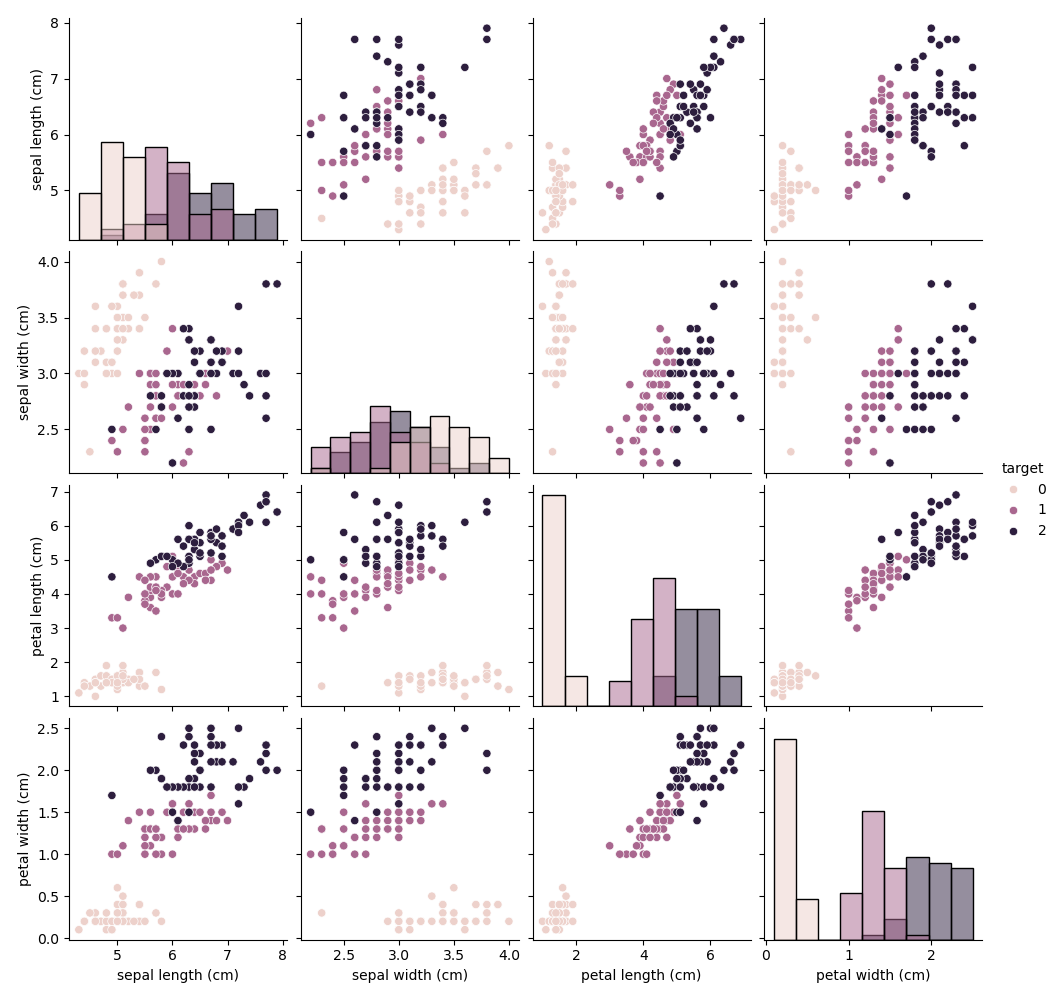 8
7
6
5
sepal length (cm)
4.0
3.5
3.0
2.5
sepal width (cm)
7
6
5
4
3
2
1
petal length (cm)
2.5
2.0
1.5
1.0
0.5
0.0
petal width (cm)
5 6 7 8
sepal length (cm)
2.5 3.0 3.5 4.0
sepal width (cm)
2 4 6
petal length (cm)
0 1 2
petal width (cm)
target
0
1
2